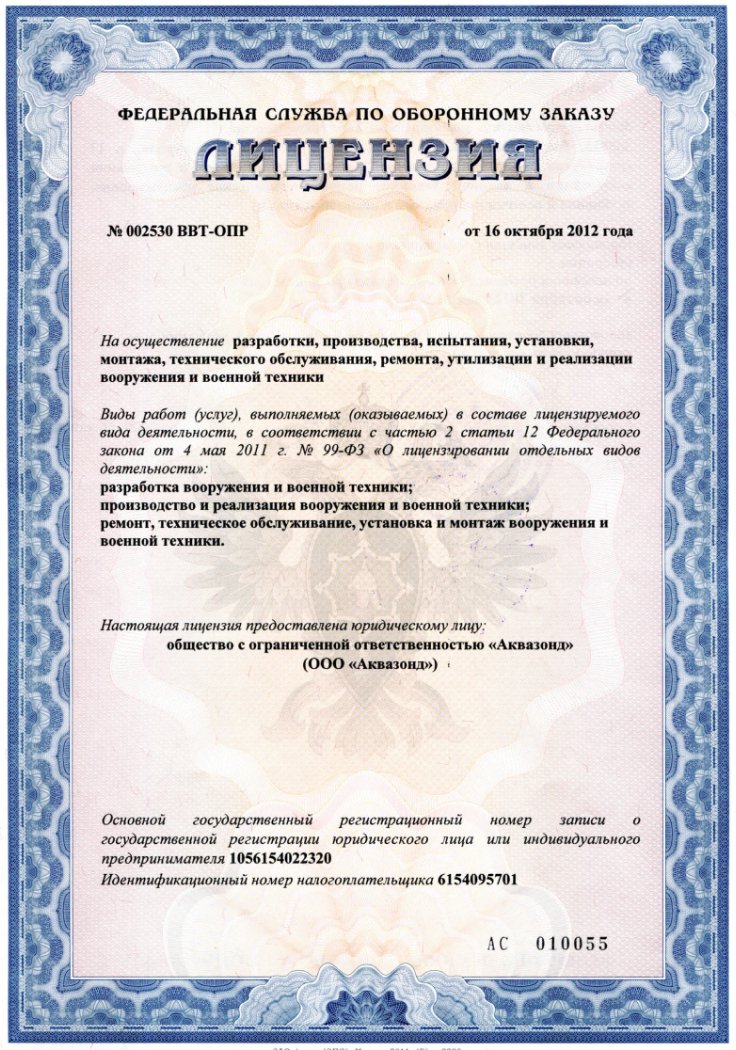 ФЕДЕРАЛЬНАЯ СЛУЖБА ПО ОБОРОННОМУ ЗАКАЗУ
ЛИЦЕНЗИЯ
№ 002530 ВВТ-ОПР от 16 октября 2012 года
На осуществление разработки, производства, испытания, установки,
монтажа, технического обслуживания, ремонта, утилизации и реализации
вооружения и военной техники
Виды работ (услуг), выполняемых (оказываемых) в составе лицензируемого
вида деятельности, в соответствии с частью 2 статьи 12 Федерального
закона от 4 мая 2011 г. № 99-ФЗ «О лицензировании отдельных видов
деятельности»:
разработка вооружения и военной техники;
производство и реализация вооружения и военной техники;
ремонт, техническое обслуживание, установка и монтаж вооружения и
военной техники.
Настоящая лицензия предоставлена юридическому лицу:
общество с ограниченной ответственностью «Аквазонд»
(ООО «Аквазонд»)
Основной государственный регистрационный номер записи о
государственной регистрации юридического лица или индивидуального
предпринимателя 1056154022320
Идентификационный номер налогоплательщика 6154095701
АС 010055